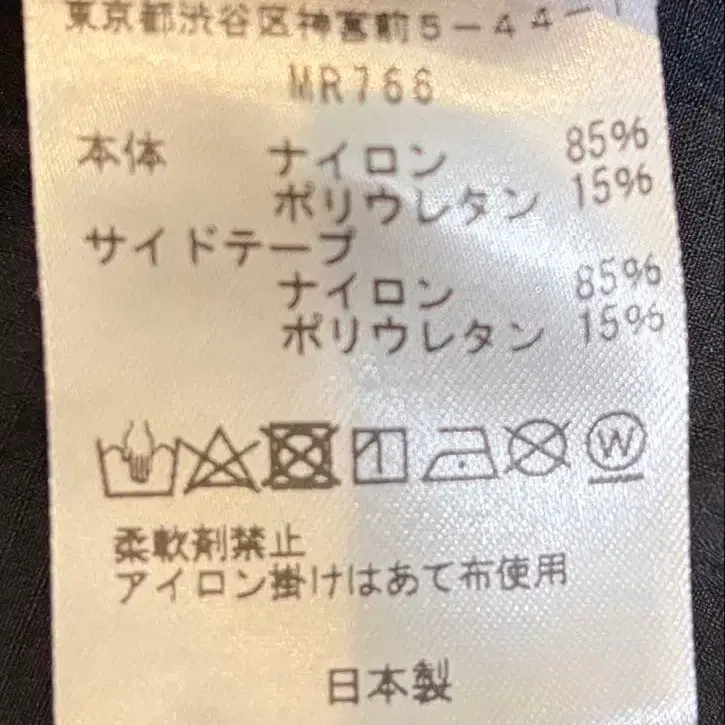 東京都渋谷区神宮前5-44-1
MR766
本体 ナイロン 85%
ポリウレタン 15%
サイドテープ
ナイロン 85%
ポリウレタン 15%
W
柔軟剤禁止
アイロン掛けはあて布使用
日本製